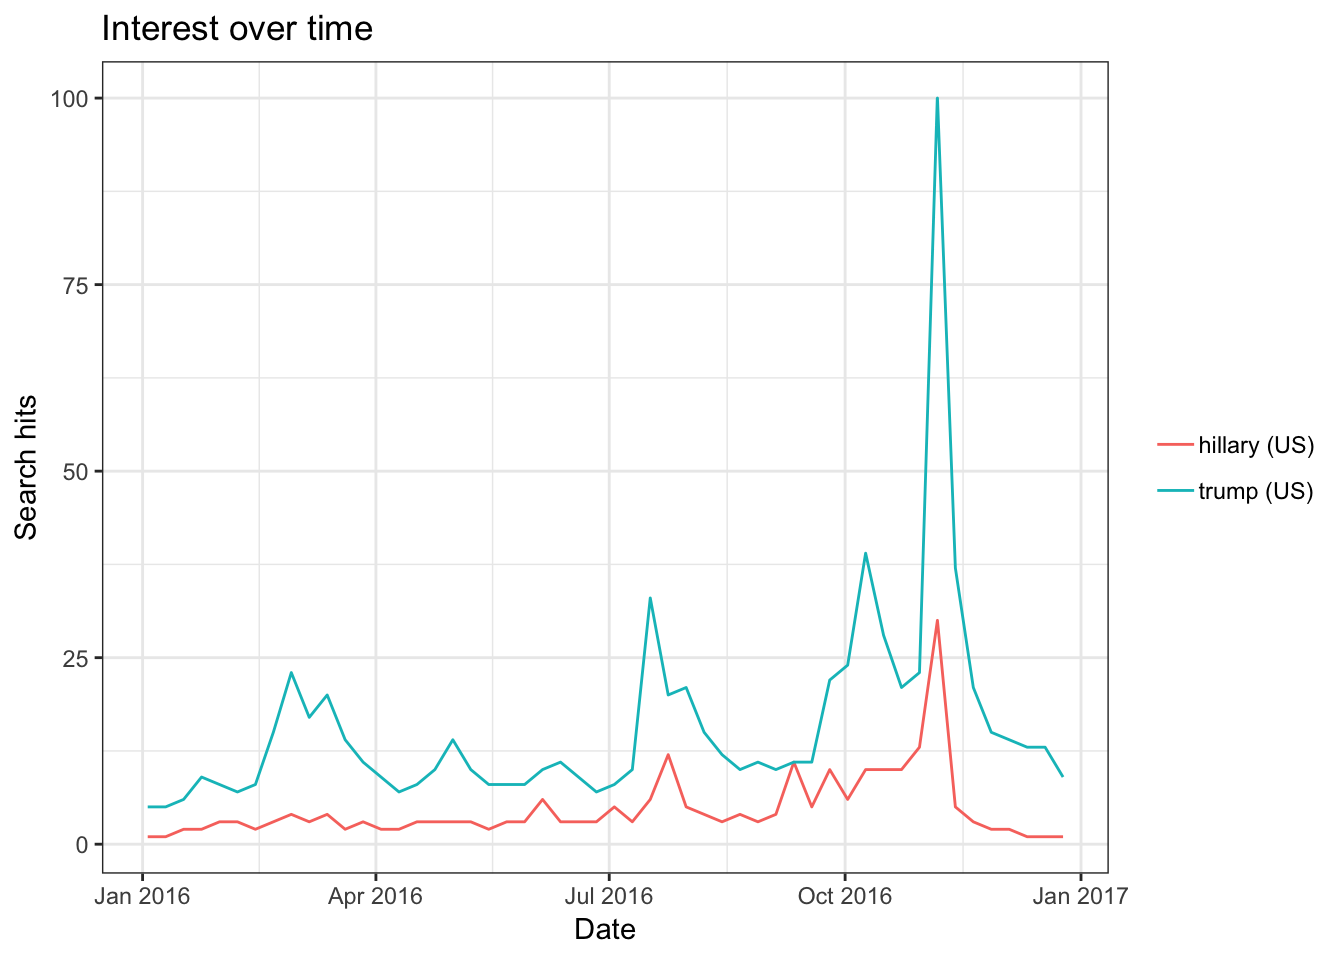 Interest over time
100
75
50
25
0
Search hits
Jan 2016
Apr 2016
Jul 2016
Oct 2016
Jan 2017
Date
hillary (US)
trump (US)